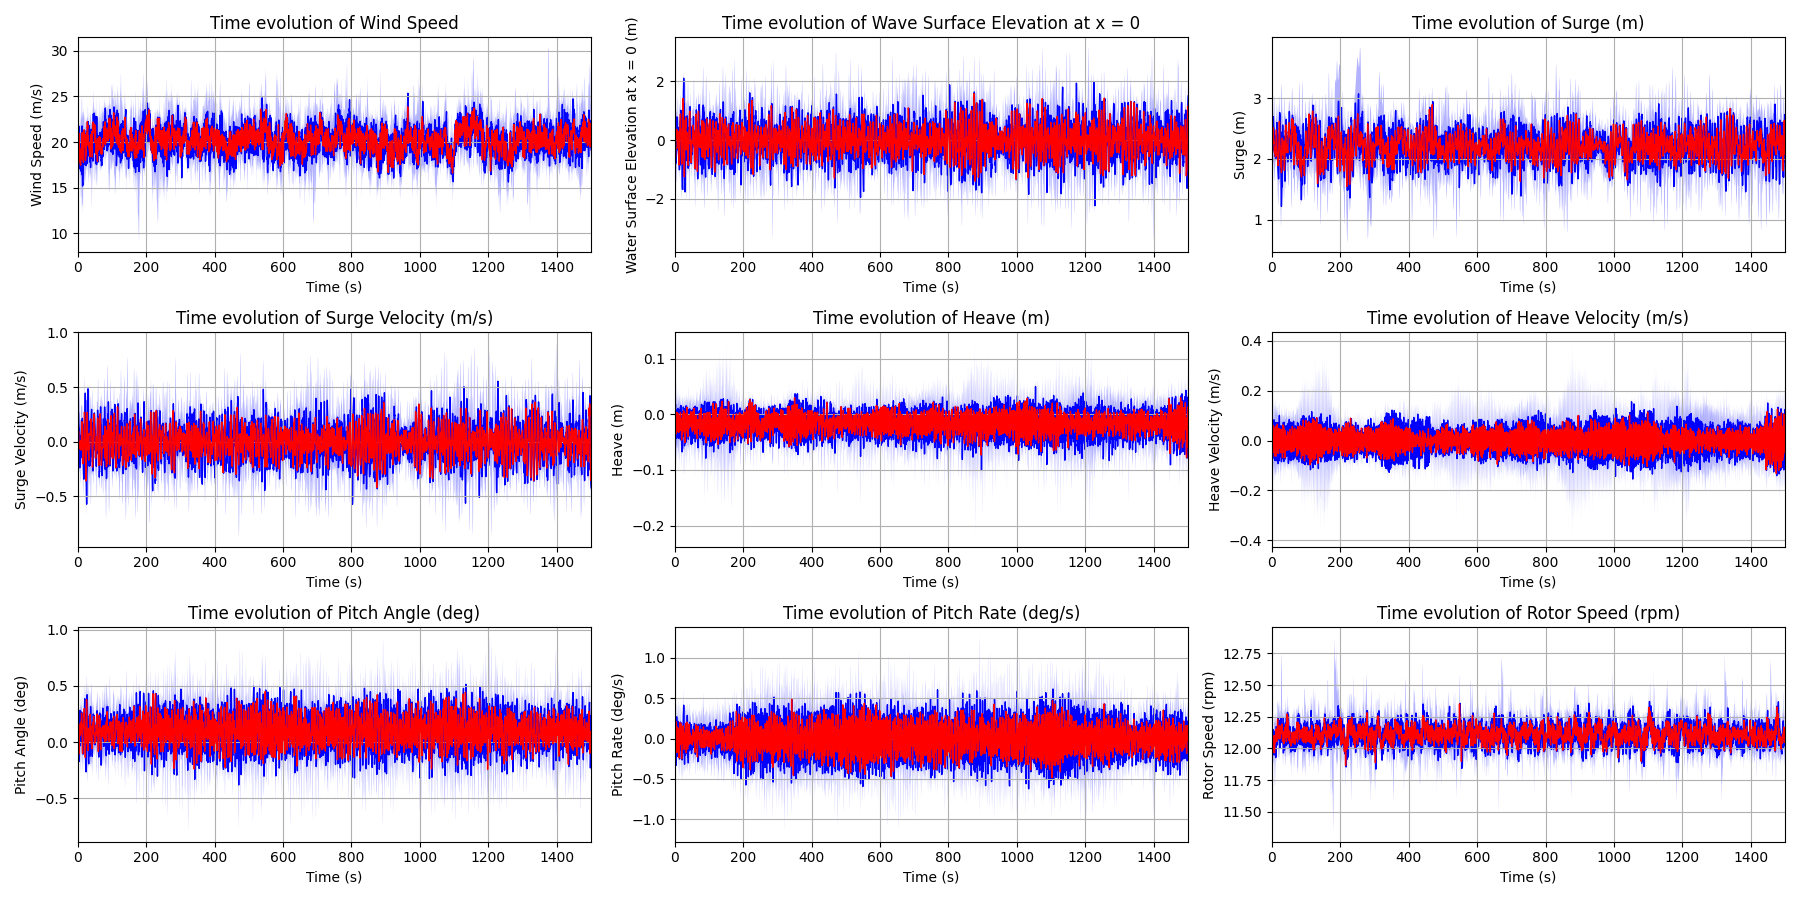 Time evolution of Wind Speed
Wind Speed (m/s)
30
25
20
15
10
0 200 400 600 800 1000 1200 1400
Time (s)
Time evolution of Wave Surface Elevation at x = 0
Water Surface Elevation at x = 0 (m)
2
0
−2
0 200 400 600 800 1000 1200 1400
Time (s)
Time evolution of Surge (m)
Surge (m)
3
2
1
0 200 400 600 800 1000 1200 1400
Time (s)
Time evolution of Surge Velocity (m/s)
Surge Velocity (m/s)
1.0
0.5
0.0
−0.5
0 200 400 600 800 1000 1200 1400
Time (s)
Time evolution of Heave (m)
Heave (m)
0.1
0.0
−0.1
−0.2
0 200 400 600 800 1000 1200 1400
Time (s)
Time evolution of Heave Velocity (m/s)
Heave Velocity (m/s)
0.4
0.2
0.0
−0.2
−0.4
0 200 400 600 800 1000 1200 1400
Time (s)
Time evolution of Pitch Angle (deg)
Pitch Angle (deg)
1.0
0.5
0.0
−0.5
0 200 400 600 800 1000 1200 1400
Time (s)
Time evolution of Pitch Rate (deg/s)
Pitch Rate (deg/s)
1.0
0.5
0.0
−0.5
−1.0
0 200 400 600 800 1000 1200 1400
Time (s)
Time evolution of Rotor Speed (rpm)
Rotor Speed (rpm)
12.75
12.50
12.25
12.00
11.75
11.50
0 200 400 600 800 1000 1200 1400
Time (s)